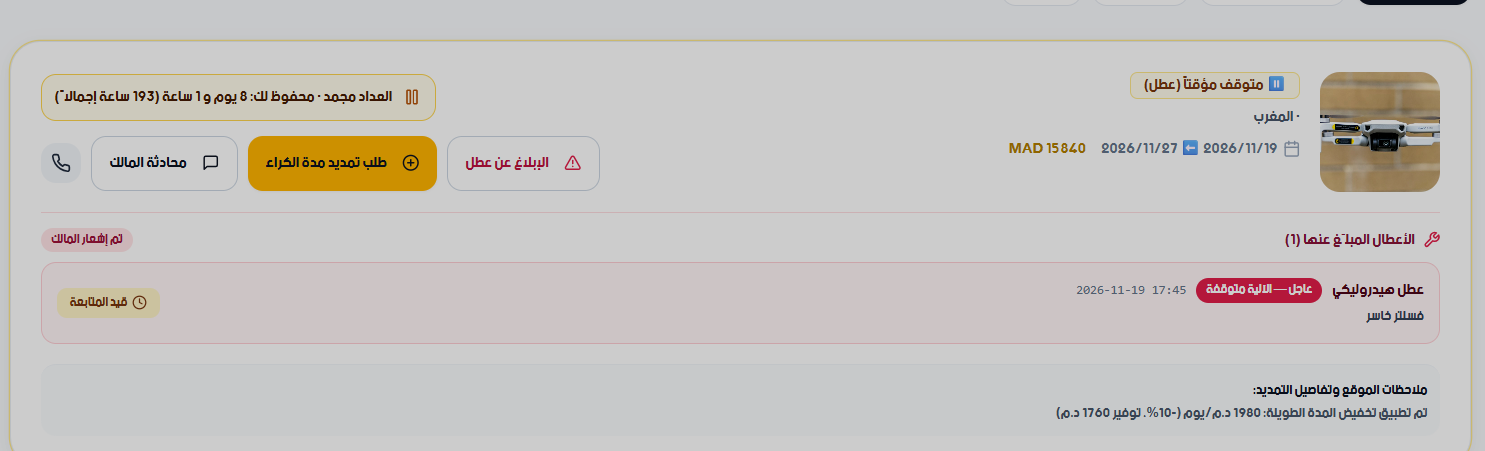 ⏸ متوقف مؤقتاً (عطل)
· المغرب
2026/11/19 ⬅ 2026/11/27 MAD 15840
العداد مجمد · محفوظ لك: 8 يوم و 1 ساعة (193 ساعة إجمالاً)
الإبلاغ عن عطل
طلب تمديد مدة الكراء
محادثة المالك
الأعطال المبلّغ عنها (1)
تم إشعار المالك
عطل هيدروليكي عاجل — الآلية متوقفة 2026-11-19 17:45
فسلتر خاسر
قيد المتابعة
ملاحظات الموقع وتفاصيل التمديد:
تم تطبيق تخفيض المدة الطويلة: 1980 د.م/يوم (-10%. توفير 1760 د.م)